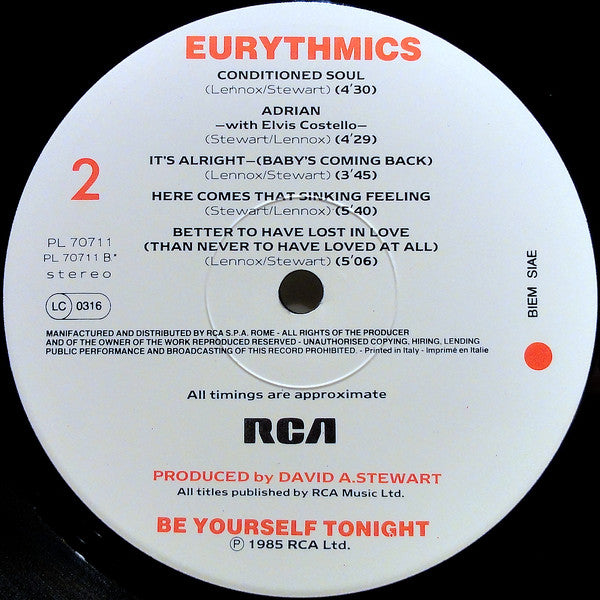 EURYTHMICS
CONDITIONED SOUL
(Lennox/Stewart) (4'30)
ADRIAN
—with Elvis Costello—
(Stewart/Lennox) (4'29)
IT'S ALRIGHT—(BABY'S COMING BACK)
(Lennox/Stewart) (3'45)
2
HERE COMES THAT SINKING FEELING
(Stewart/Lennox) (5'40)
BETTER TO HAVE LOST IN LOVE
(THAN NEVER TO HAVE LOVED AT ALL)
(Lennox/Stewart) (5'06)
PL 70711
PL 70711 B*
stereo
LC 0316
BIEM SIAE
MANUFACTURED AND DISTRIBUTED BY RCA S.P.A. ROME - ALL RIGHTS OF THE PRODUCER
AND OF THE OWNER OF THE WORK REPRODUCED RESERVED - UNAUTHORISED COPYING, HIRING, LENDING
PUBLIC PERFORMANCE AND BROADCASTING OF THIS RECORD PROHIBITED. - Printed in Italy - Imprimé en Italie
All timings are approximate
RCA
PRODUCED by DAVID A.STEWART
All titles published by RCA Music Ltd.
BE YOURSELF TONIGHT
℗ 1985 RCA Ltd.